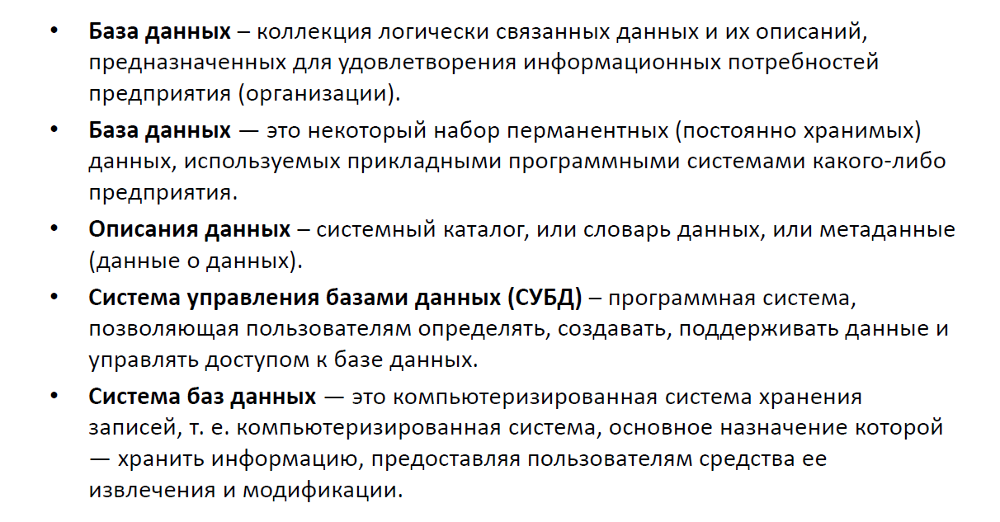 • База данных – коллекция логически связанных данных и их описаний,
предназначенных для удовлетворения информационных потребностей
предприятия (организации).
• База данных — это некоторый набор перманентных (постоянно хранимых)
данных, используемых прикладными программными системами какого-либо
предприятия.
• Описания данных – системный каталог, или словарь данных, или метаданные
(данные о данных).
• Система управления базами данных (СУБД) – программная система,
позволяющая пользователям определять, создавать, поддерживать данные и
управлять доступом к базе данных.
• Система баз данных — это компьютеризированная система хранения
записей, т. е. компьютеризированная система, основное назначение которой
— хранить информацию, предоставляя пользователям средства ее
извлечения и модификации.